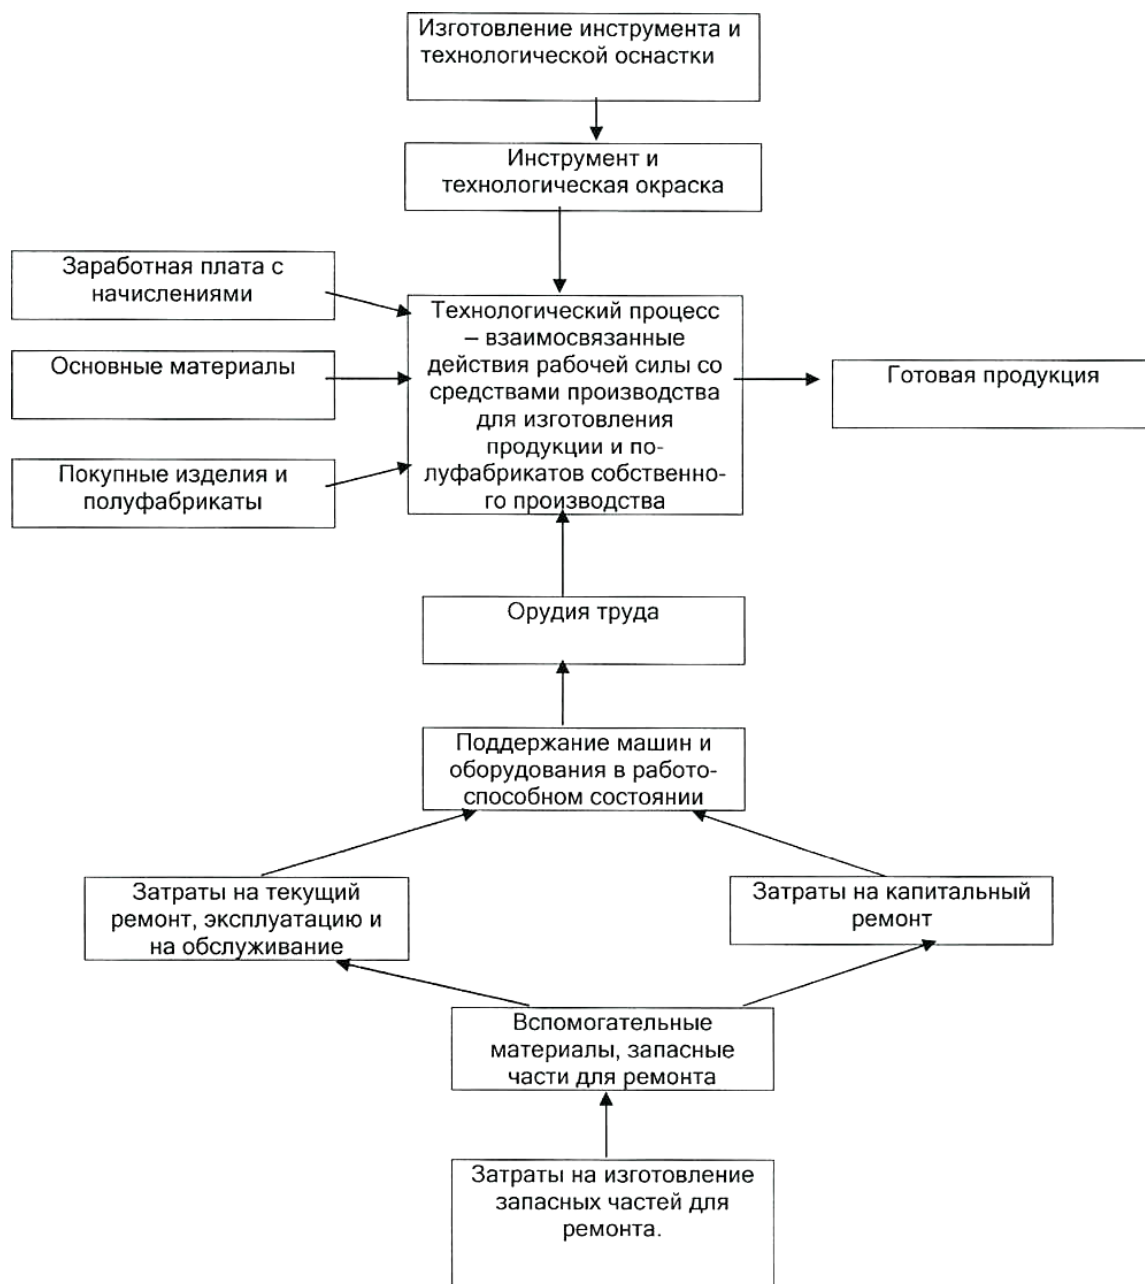 Изготовление инструмента и
технологической оснастки
Инструмент и
технологическая окраска
Заработная плата с
начислениями
Основные материалы
Покупные изделия и
полуфабрикаты
Технологический процесс
– взаимосвязанные
действия рабочей силы со
средствами производства
для изготовления
продукции и по-
луфабрикатов собственно-
го производства
Готовая продукция
Орудия труда
Поддержание машин и
оборудования в работо-
способном состоянии
Затраты на текущий
ремонт, эксплуатацию и
на обслуживание
Затраты на капитальный
ремонт
Вспомогательные
материалы, запасные
части для ремонта
Затраты на изготовление
запасных частей для
ремонта.